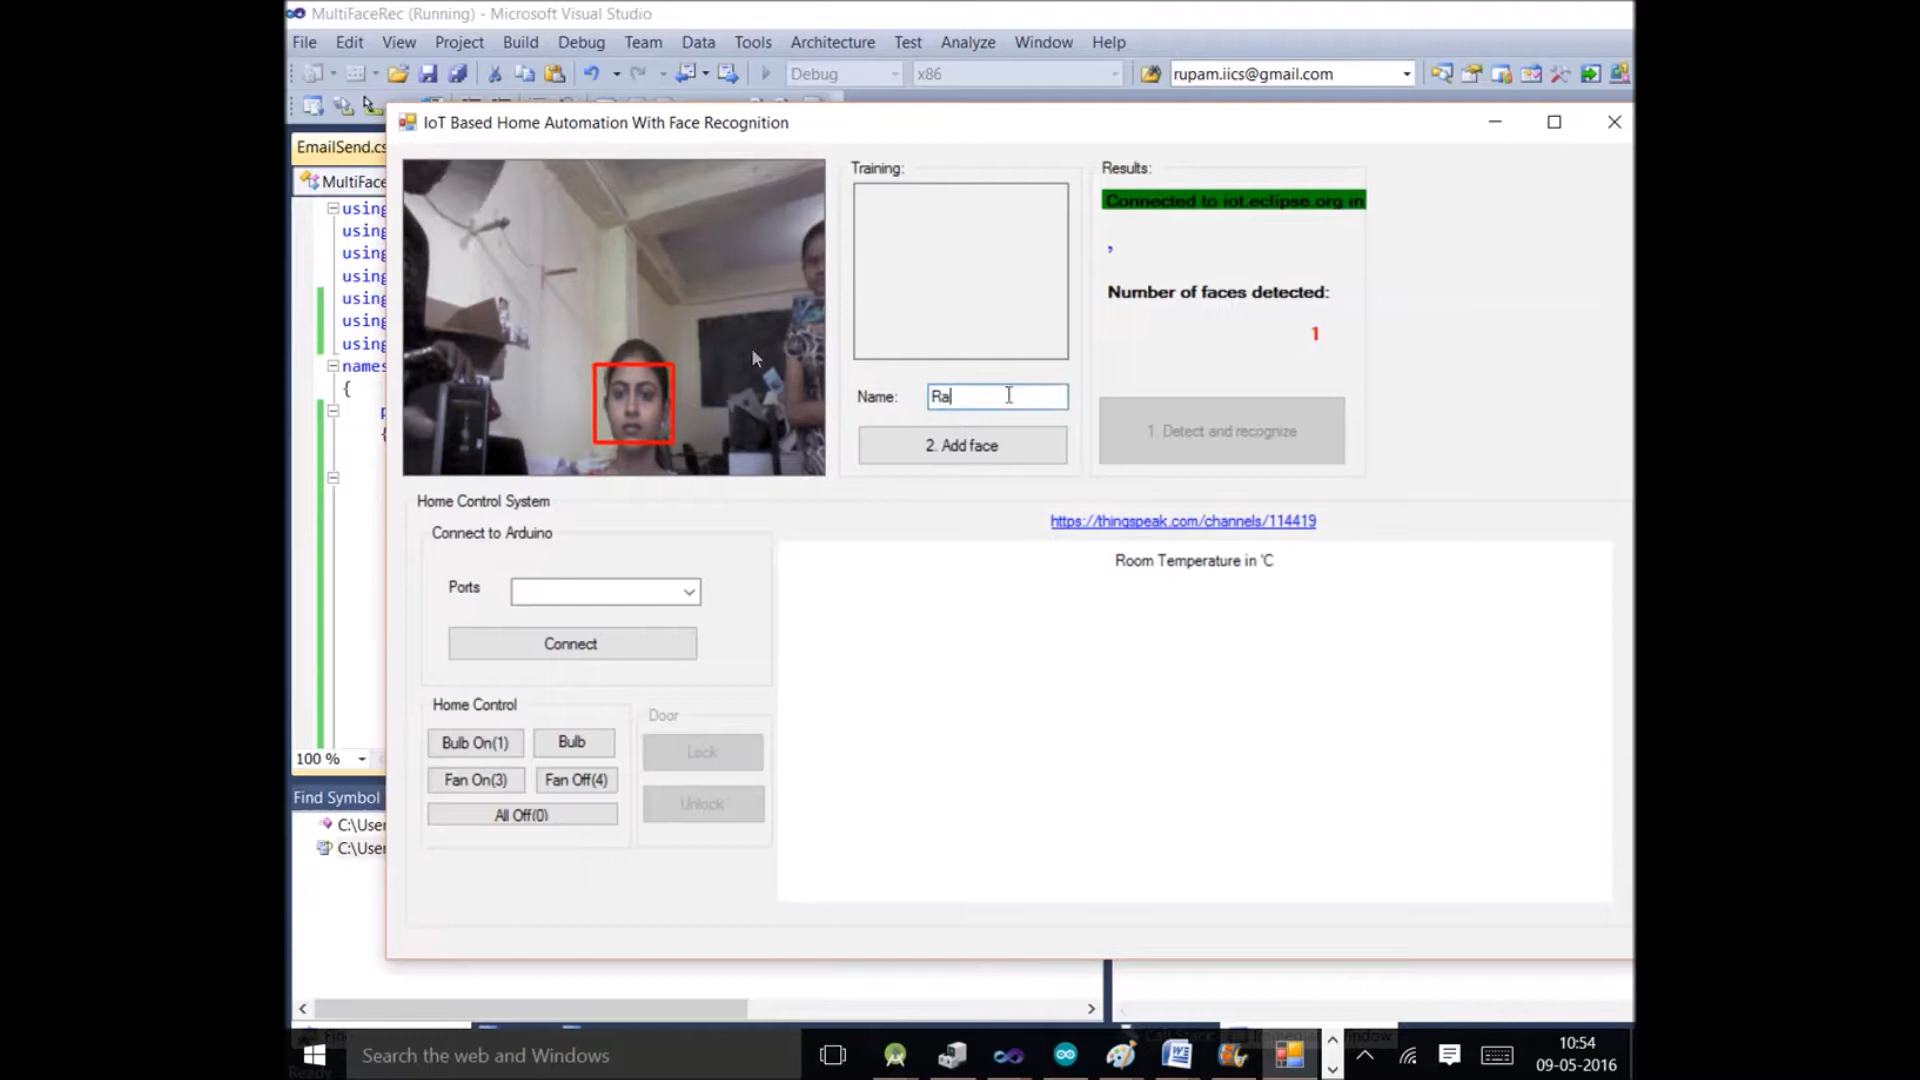 MultiFaceRec (Running) - Microsoft Visual Studio
File Edit View Project Build Debug Team Data Tools Architecture Test Analyze Window Help
Debug x86 rupam.iics@gmail.com
IoT Based Home Automation With Face Recognition
EmailSend.cs
MultiFace
using
using
using
using
using
using
using
names
{
Training:
Name: Ra
2. Add face
Results:
Connected to iot.eclipse.org in
,
Number of faces detected:
1
1. Detect and recognize
Home Control System
Connect to Arduino
Ports
Connect
https://thingspeak.com/channels/114419
Room Temperature in 'C
Home Control
Bulb On(1) Bulb
Fan On(3) Fan Off(4)
All Off(0)
Door
Lock
Unlock
100 %
Find Symbol
C:\User
C:\User
Search the web and Windows
10:54
09-05-2016